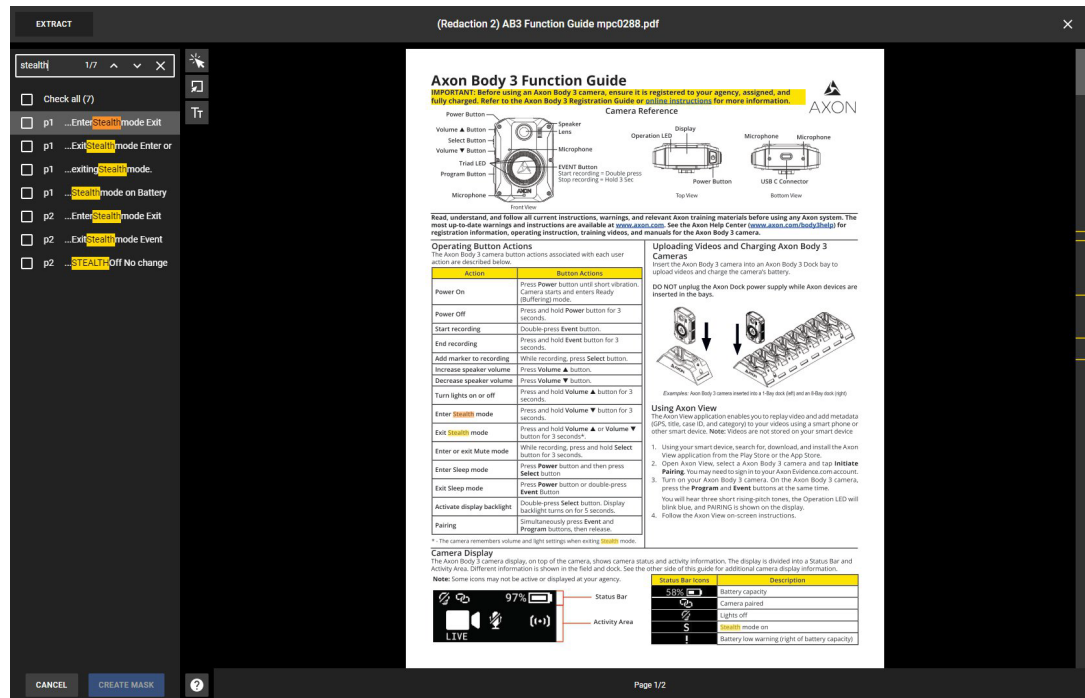 EXTRACT
(Redaction 2) AB3 Function Guide mpc0288.pdf
stealth 1/7
Check all (7)
p1 ...EnterStealthmode Exit
p1 ...ExitStealthmode Enter or
p1 ...exitingStealthmode.
p1 ...Stealthmode on Battery
p2 ...EnterStealthmode Exit
p2 ...ExitStealthmode Event
p2 ...STEALTHOff No change
CANCEL
CREATE MASK
Axon Body 3 Function Guide
IMPORTANT: Before using an Axon Body 3 camera, ensure it is registered to your agency, assigned, and
fully charged. Refer to the Axon Body 3 Registration Guide or online instructions for more information.
AXON
Camera Reference
Power Button
Volume ▲ Button
Select Button
Volume ▼ Button
Triad LED
Program Button
Microphone
Speaker
Lens
Microphone
EVENT Button
Start recording = Double press
Stop recording = Hold 3 Sec
AXON
Front View
Operation LED
Display
Power Button
Top View
Microphone
Microphone
USB C Connector
Bottom View
Read, understand, and follow all current instructions, warnings, and relevant Axon training materials before using any Axon system. The
most up-to-date warnings and instructions are available at www.axon.com. See the Axon Help Center (www.axon.com/body3help) for
registration information, operating instruction, training videos, and manuals for the Axon Body 3 camera.
Operating Button Actions
The Axon Body 3 camera button actions associated with each user
action are described below.
Action Button Actions
Power On
Press Power button until short vibration.
Camera starts and enters Ready
(Buffering) mode.
Power Off
Press and hold Power button for 3
seconds.
Start recording Double-press Event button.
End recording
Press and hold Event button for 3
seconds.
Add marker to recording While recording, press Select button.
Increase speaker volume Press Volume ▲ button.
Decrease speaker volume Press Volume ▼ button.
Turn lights on or off
Press and hold Volume ▲ button for 3
seconds.
Enter Stealth mode
Press and hold Volume ▼ button for 3
seconds.
Exit Stealth mode
Press and hold Volume ▲ or Volume ▼
button for 3 seconds*.
Enter or exit Mute mode
While recording, press and hold Select
button for 3 seconds.
Enter Sleep mode
Press Power button and then press
Select button
Exit Sleep mode
Press Power button or double-press
Event Button
Activate display backlight
Double-press Select button. Display
backlight turns on for 5 seconds.
Pairing
Simultaneously press Event and
Program buttons, then release.
* - The camera remembers volume and light settings when exiting Stealth mode.
Uploading Videos and Charging Axon Body 3
Cameras
Insert the Axon Body 3 camera into an Axon Body 3 Dock bay to
upload videos and charge the camera's battery.
DO NOT unplug the Axon Dock power supply while Axon devices are
inserted in the bays.
Examples: Axon Body 3 camera inserted into a 1-Bay dock (left) and an 8-Bay dock (right)
Using Axon View
The Axon View application enables you to replay video and add metadata
(GPS, title, case ID, and category) to your videos using a smart phone or
other smart device. Note: Videos are not stored on your smart device
1. Using your smart device, search for, download, and install the Axon
View application from the Play Store or the App Store.
2. Open Axon View, select a Axon Body 3 camera and tap Initiate
Pairing. You may need to sign in to your Axon Evidence.com account.
3. Turn on your Axon Body 3 camera. On the Axon Body 3 camera,
press the Program and Event buttons at the same time.
You will hear three short rising-pitch tones, the Operation LED will
blink blue, and PAIRING is shown on the display.
4. Follow the Axon View on-screen instructions.
Camera Display
The Axon Body 3 camera display, on top of the camera, shows camera status and activity information. The display is divided into a Status Bar and
Activity Area. Different information is shown in the field and dock. See the other side of this guide for additional camera display information.
Note: Some icons may not be active or displayed at your agency.
97%
LIVE
Status Bar
Activity Area
Status Bar Icons Description
58% Battery capacity
Camera paired
Lights off
S Stealth mode on
! Battery low warning (right of battery capacity)
Page 1/2